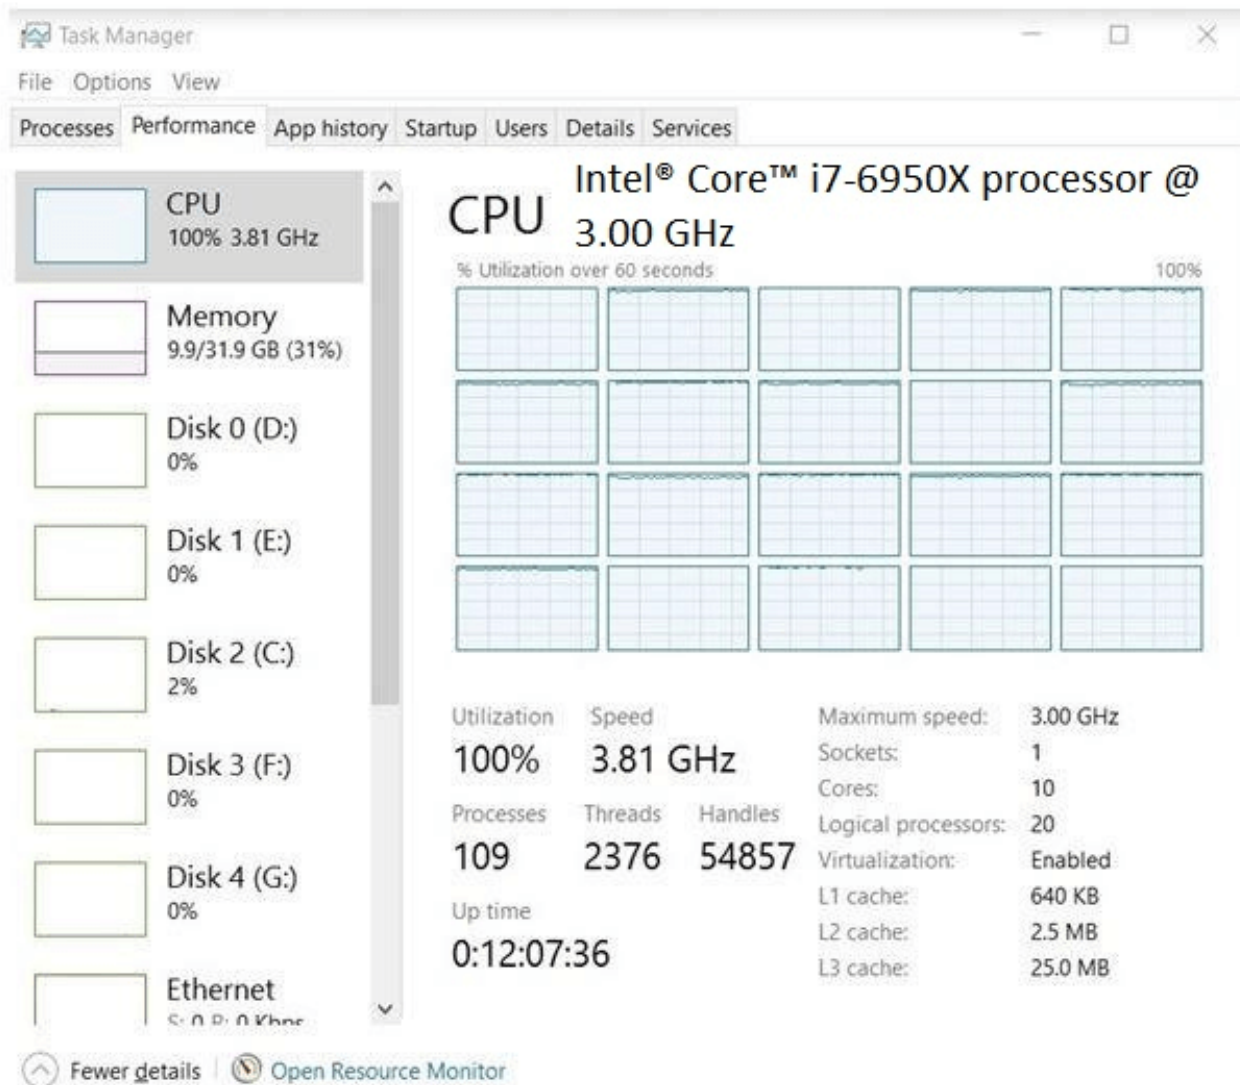 Task Manager
File Options View
Processes Performance App history Startup Users Details Services
CPU
100% 3.81 GHz
Memory
9.9/31.9 GB (31%)
Disk 0 (D:)
0%
Disk 1 (E:)
0%
Disk 2 (C:)
2%
Disk 3 (F:)
0%
Disk 4 (G:)
0%
Ethernet
S: 0 R: 0 Kbps
CPU
Intel® Core™ i7-6950X processor @
3.00 GHz
% Utilization over 60 seconds 100%
Utilization Speed
100% 3.81 GHz
Processes Threads Handles
109 2376 54857
Up time
0:12:07:36
Maximum speed: 3.00 GHz
Sockets: 1
Cores: 10
Logical processors: 20
Virtualization: Enabled
L1 cache: 640 KB
L2 cache: 2.5 MB
L3 cache: 25.0 MB
Fewer details Open Resource Monitor